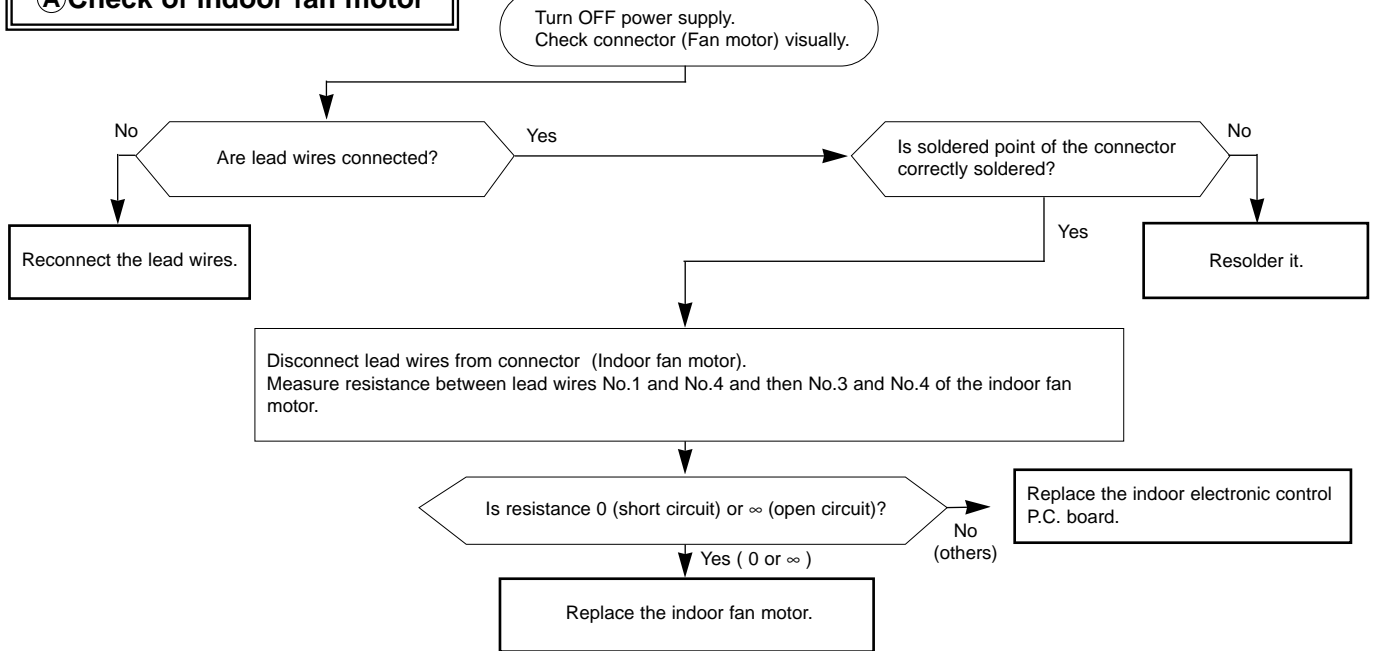 Ⓐ Check of Indoor fan motor
Turn OFF power supply.
Check connector (Fan motor) visually.
No
Are lead wires connected?
Yes
Is soldered point of the connector
correctly soldered?
No
Reconnect the lead wires.
Yes
Resolder it.
Disconnect lead wires from connector (Indoor fan motor).
Measure resistance between lead wires No.1 and No.4 and then No.3 and No.4 of the indoor fan
motor.
Is resistance 0 (short circuit) or ∞ (open circuit)?
No
(others)
Replace the indoor electronic control
P.C. board.
Yes ( 0 or ∞ )
Replace the indoor fan motor.